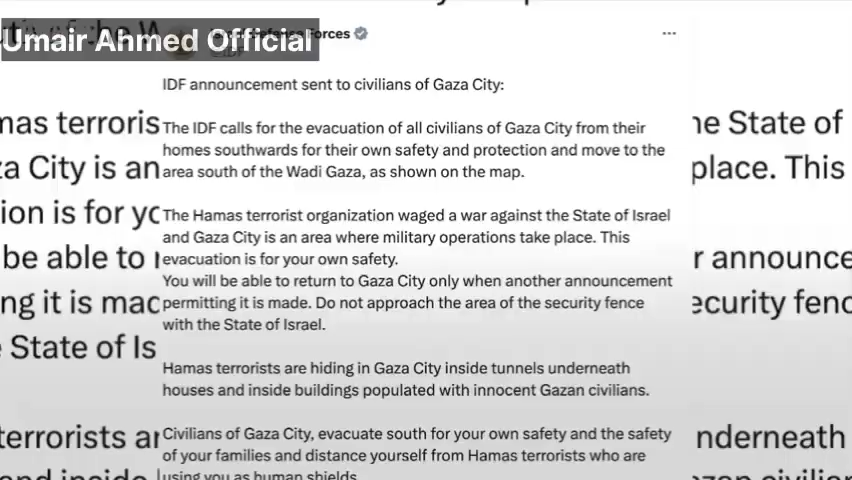 Umair Ahmed Official
Forces
IDF announcement sent to civilians of Gaza City:
The IDF calls for the evacuation of all civilians of Gaza City from their
homes southwards for their own safety and protection and move to the
area south of the Wadi Gaza, as shown on the map.
The Hamas terrorist organization waged a war against the State of Israel
and Gaza City is an area where military operations take place. This
evacuation is for your own safety.
You will be able to return to Gaza City only when another announcement
permitting it is made. Do not approach the area of the security fence
with the State of Israel.
Hamas terrorists are hiding in Gaza City inside tunnels underneath
houses and inside buildings populated with innocent Gazan civilians.
Civilians of Gaza City, evacuate south for your own safety and the safety
of your families and distance yourself from Hamas terrorists who are
using you as human shields.